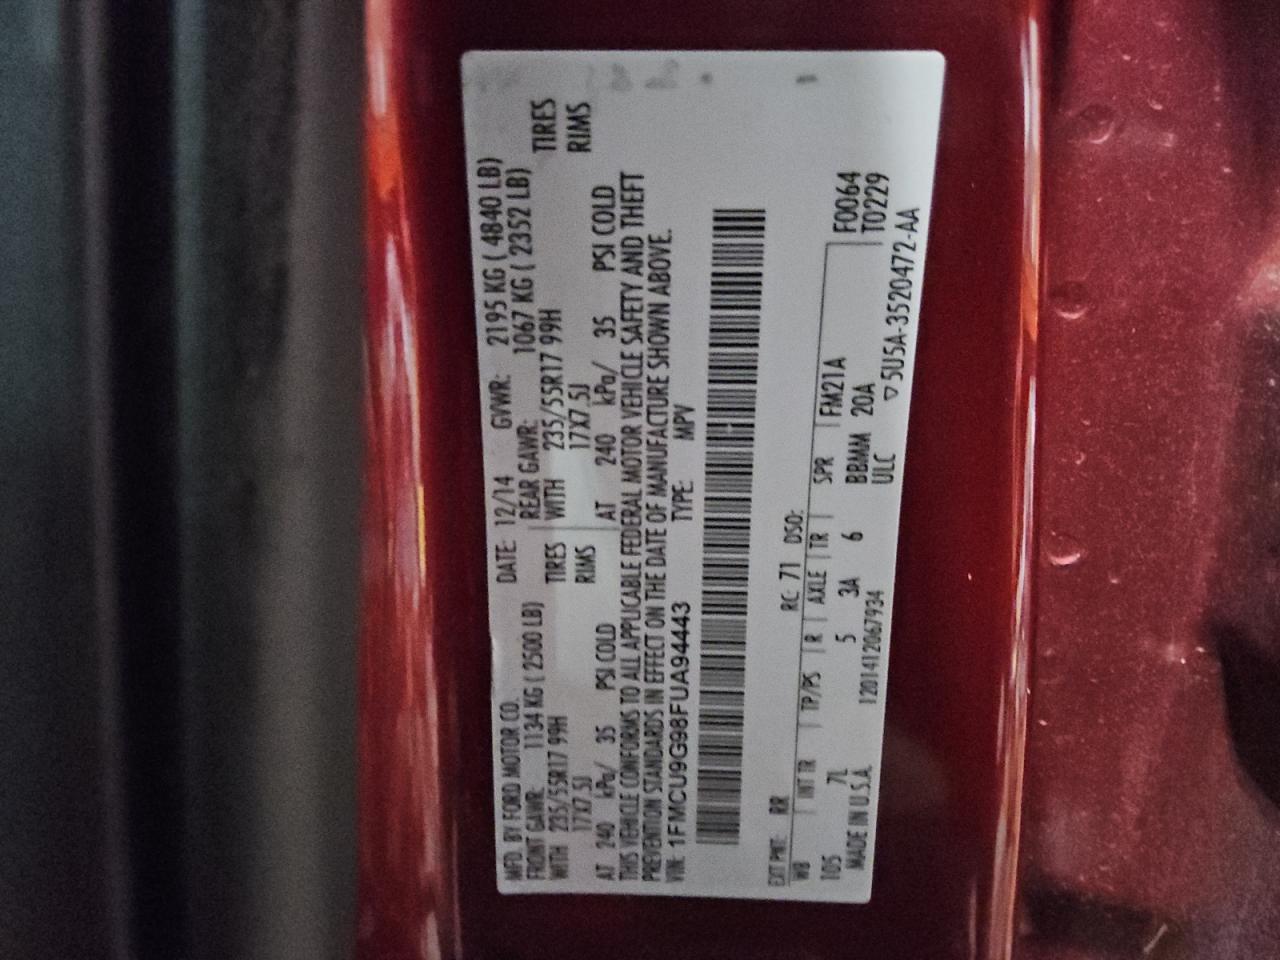 MFD. BY FORD MOTOR CO.
DATE: 12/14 GVWR: 2195 KG ( 4840 LB)
FRONT GAWR: 1134 KG ( 2500 LB) REAR GAWR: 1067 KG ( 2352 LB)
WITH 235/55R17 99H TIRES WITH 235/55R17 99H TIRES
17X7.5J RIMS 17X7.5J RIMS
AT 240 kPa/ 35 PSI COLD AT 240 kPa/ 35 PSI COLD
THIS VEHICLE CONFORMS TO ALL APPLICABLE FEDERAL MOTOR VEHICLE SAFETY AND THEFT
PREVENTION STANDARDS IN EFFECT ON THE DATE OF MANUFACTURE SHOWN ABOVE.
VIN: 1FMCU9G98FUA94443 TYPE: MPV
EXT PNT: RR RC: 71 DSO: F0064
WB INT TR TP/PS R AXLE TR SPR FM21A T0229
105 7L 5 3A 6 BBMM 20A
MADE IN U.S.A. 120141206 7934 ULC ▽5U5A-3520472-AA